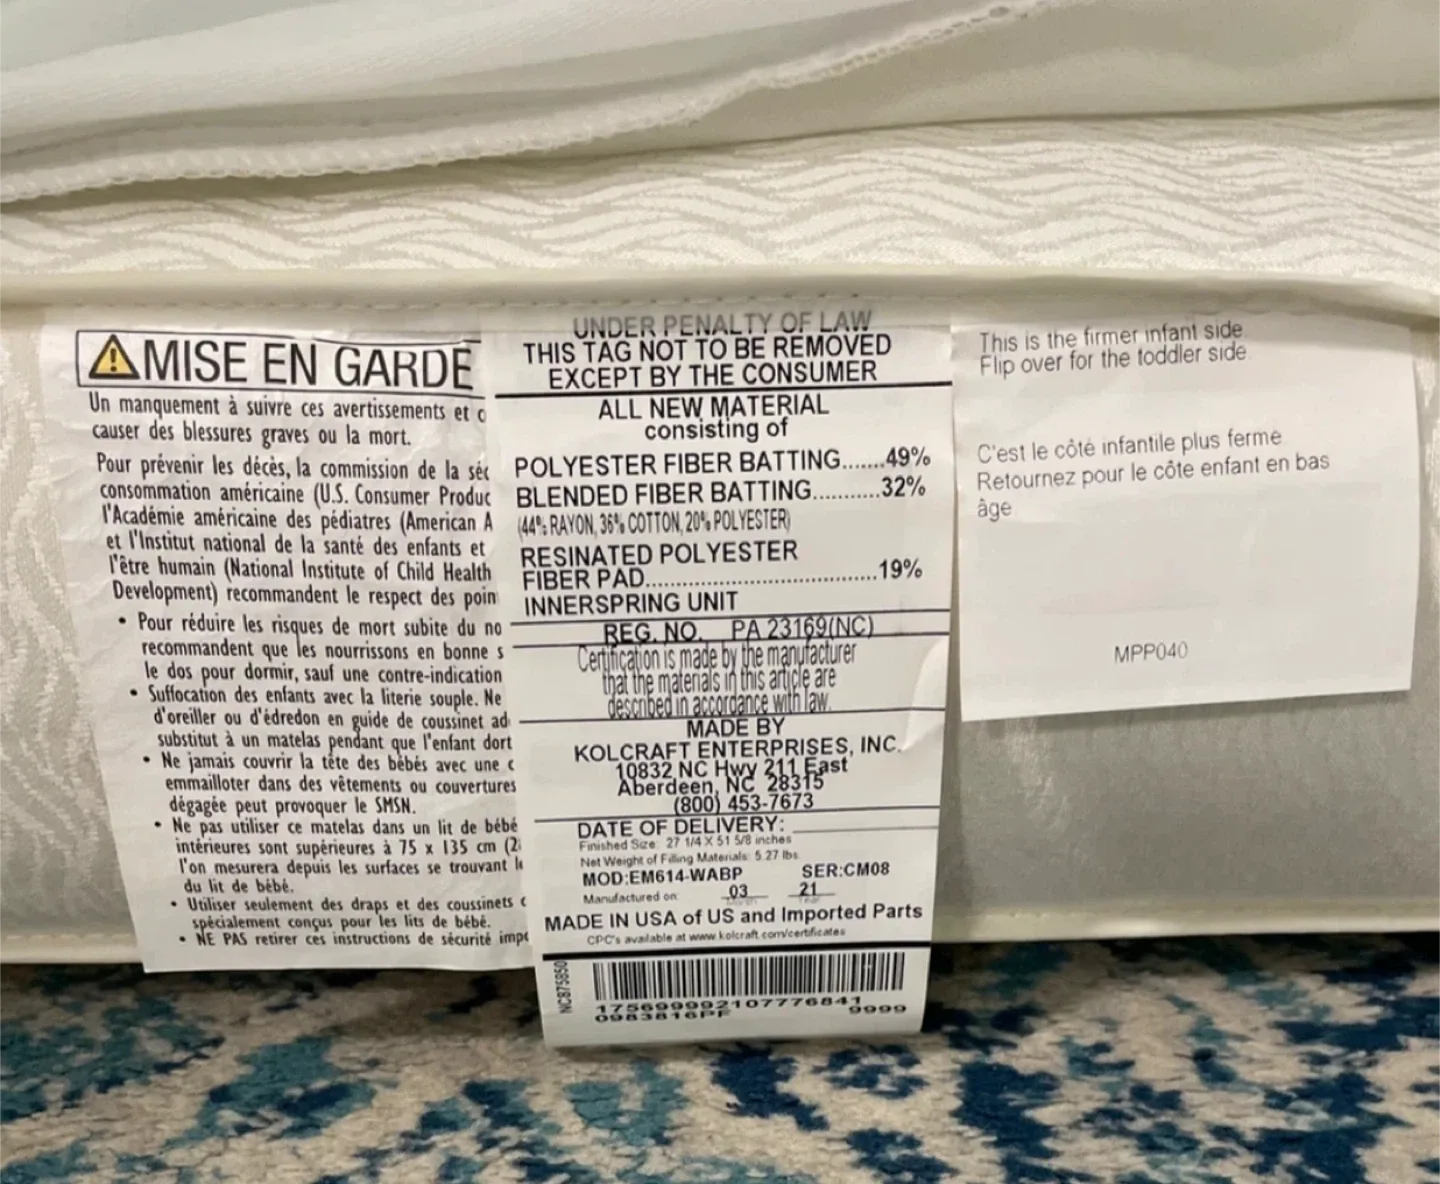 MISE EN GARDE
Un manquement à suivre ces avertissements et
causer des blessures graves ou la mort.
Pour prévenir les décès, la commission de la séc
consommation américaine (U.S. Consumer Produc
l'Académie américaine des pédiatres (American A
et l'Institut national de la santé des enfants et
l'être humain (National Institute of Child Health
Development) recommandent le respect des poin
• Pour réduire les risques de mort subite du no
recommandent que les nourrissons en bonne s
le dos pour dormir, sauf une contre-indication
• Suffocation des enfants avec la literie souple. Ne
d'oreiller ou d'édredon en guide de coussinet ad
substitut à un matelas pendant que l'enfant dort
• Ne jamais couvrir la tête des bébés avec une c
emmailloter dans des vêtements ou couvertures
dégagée peut provoquer le SMSN.
• Ne pas utiliser ce matelas dans un lit de bébé
intérieures sont supérieures à 75 x 135 cm (2
l'on mesurera depuis les surfaces se trouvant le
du lit de bébé.
• Utiliser seulement des draps et des coussinets c
spécialement conçus pour les lits de bébé.
• NE PAS retirer ces instructions de sécurité impo
UNDER PENALTY OF LAW
THIS TAG NOT TO BE REMOVED
EXCEPT BY THE CONSUMER
ALL NEW MATERIAL
consisting of
POLYESTER FIBER BATTING.......49%
BLENDED FIBER BATTING...........32%
(44% RAYON, 36% COTTON, 20% POLYESTER)
RESINATED POLYESTER
FIBER PAD......................................19%
INNERSPRING UNIT
REG. NO. PA 23169(NC)
Certification is made by the manufacturer
that the materials in this article are
described in accordance with law.
MADE BY
KOLCRAFT ENTERPRISES, INC.
10832 NC Hwy 211 East
Aberdeen, NC 28315
(800) 453-7673
DATE OF DELIVERY:
Finished Size: 27 1/4 X 51 5/8 inches
Net Weight of Filling Materials: 5.27 lbs
MOD:EM614-WABP SER:CM08
Manufactured on: 03 21
Month Year
MADE IN USA of US and Imported Parts
CPC's available at www.kolcraft.com/certificates
NC875850
175699992107776841
0983816PF 9999
This is the firmer infant side
Flip over for the toddler side
C'est le côté infantile plus ferme
Retournez pour le côte enfant en bas
âge
MPP040